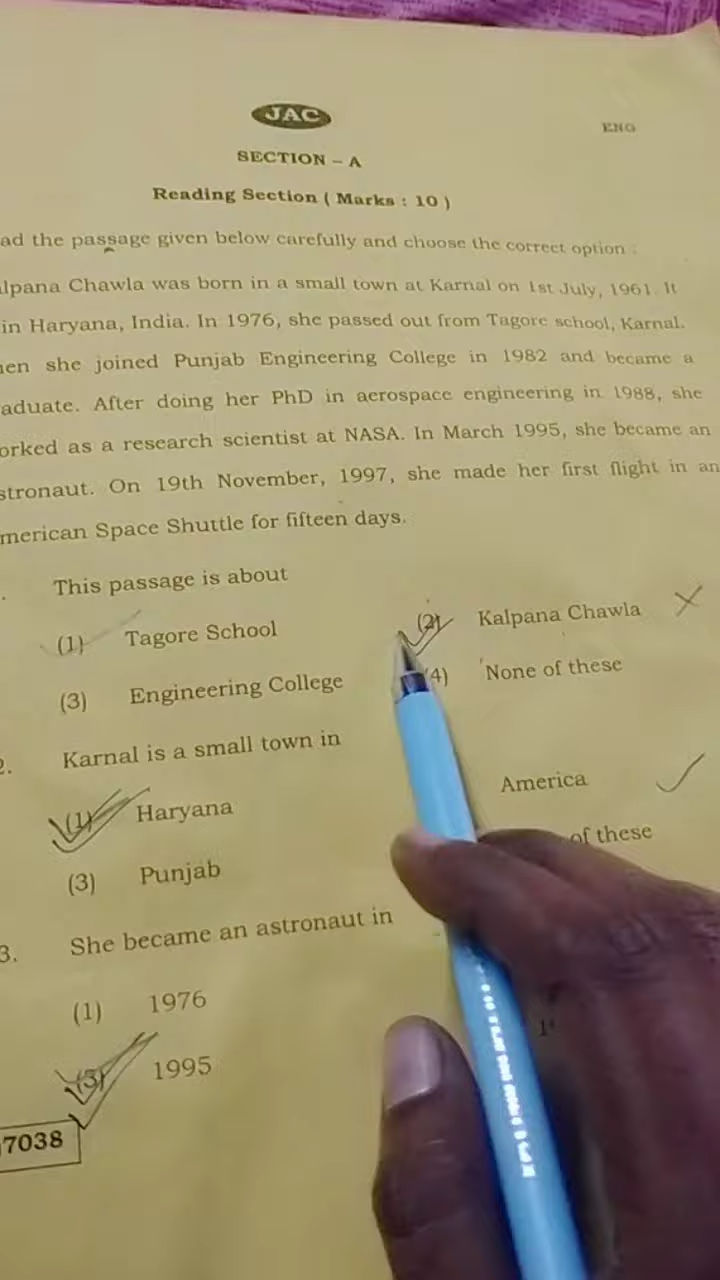 JAC
ENG
SECTION – A
Reading Section ( Marks : 10 )
ad the passage given below carefully and choose the correct option :
alpana Chawla was born in a small town at Karnal on 1st July, 1961. It
in Haryana, India. In 1976, she passed out from Tagore school, Karnal.
hen she joined Punjab Engineering College in 1982 and became a
aduate. After doing her PhD in aerospace engineering in 1988, she
orked as a research scientist at NASA. In March 1995, she became an
stronaut. On 19th November, 1997, she made her first flight in an
merican Space Shuttle for fifteen days.
This passage is about
(1) Tagore School (2) Kalpana Chawla
(3) Engineering College (4) None of these
2. Karnal is a small town in
(1) Haryana America
(3) Punjab of these
3. She became an astronaut in
(1) 1976
(3) 1995
7038